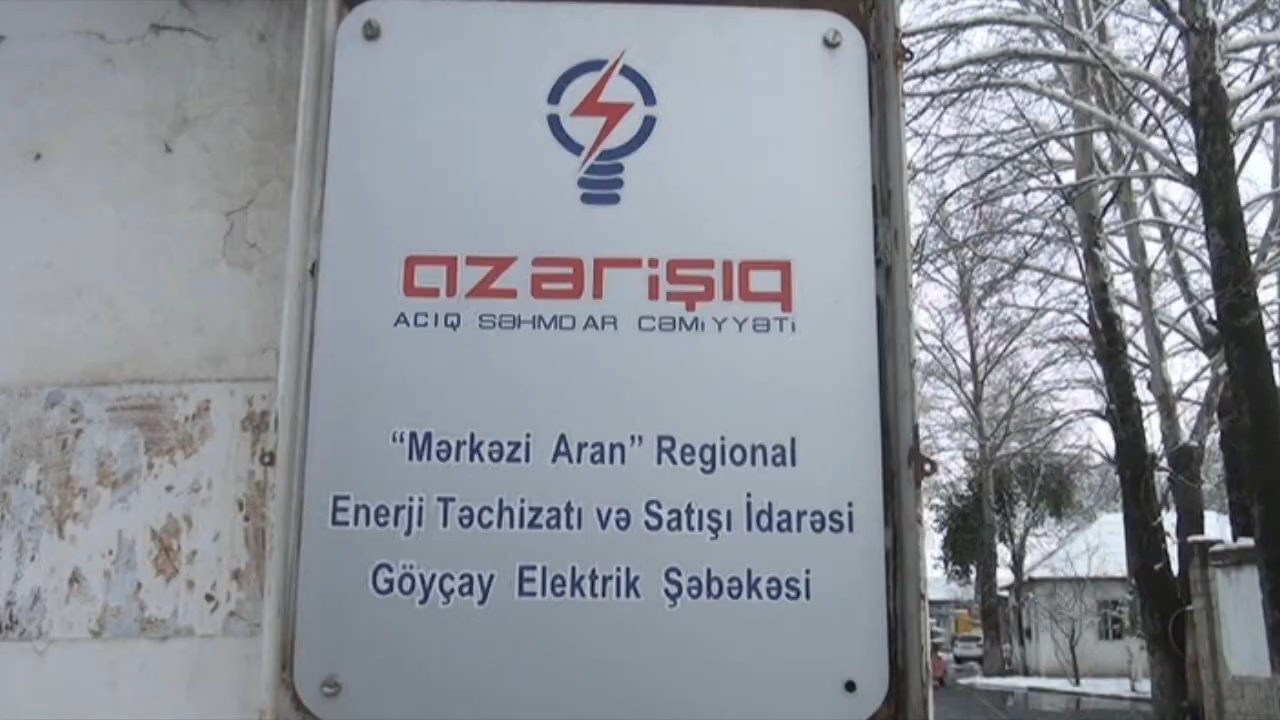 azərişıq
ACIQ SƏHMDAR CƏMİYYƏTİ
“Mərkəzi Aran” Regional
Enerji Təchizatı və Satışı İdarəsi
Göyçay Elektrik Şəbəkəsi